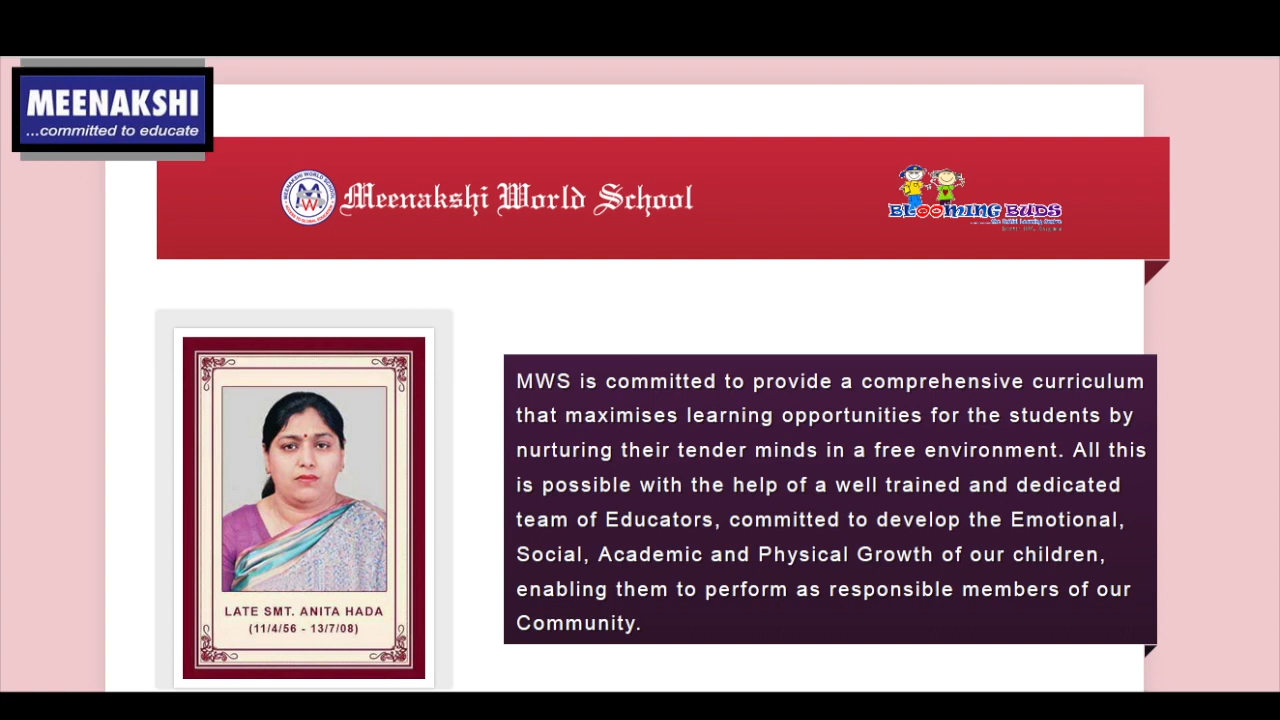 MEENAKSHI
...committed to educate
Meenakshi World School
BLOOMING BUDS
LATE SMT. ANITA HADA
(11/4/56 - 13/7/08)
MWS is committed to provide a comprehensive curriculum
that maximises learning opportunities for the students by
nurturing their tender minds in a free environment. All this
is possible with the help of a well trained and dedicated
team of Educators, committed to develop the Emotional,
Social, Academic and Physical Growth of our children,
enabling them to perform as responsible members of our
Community.